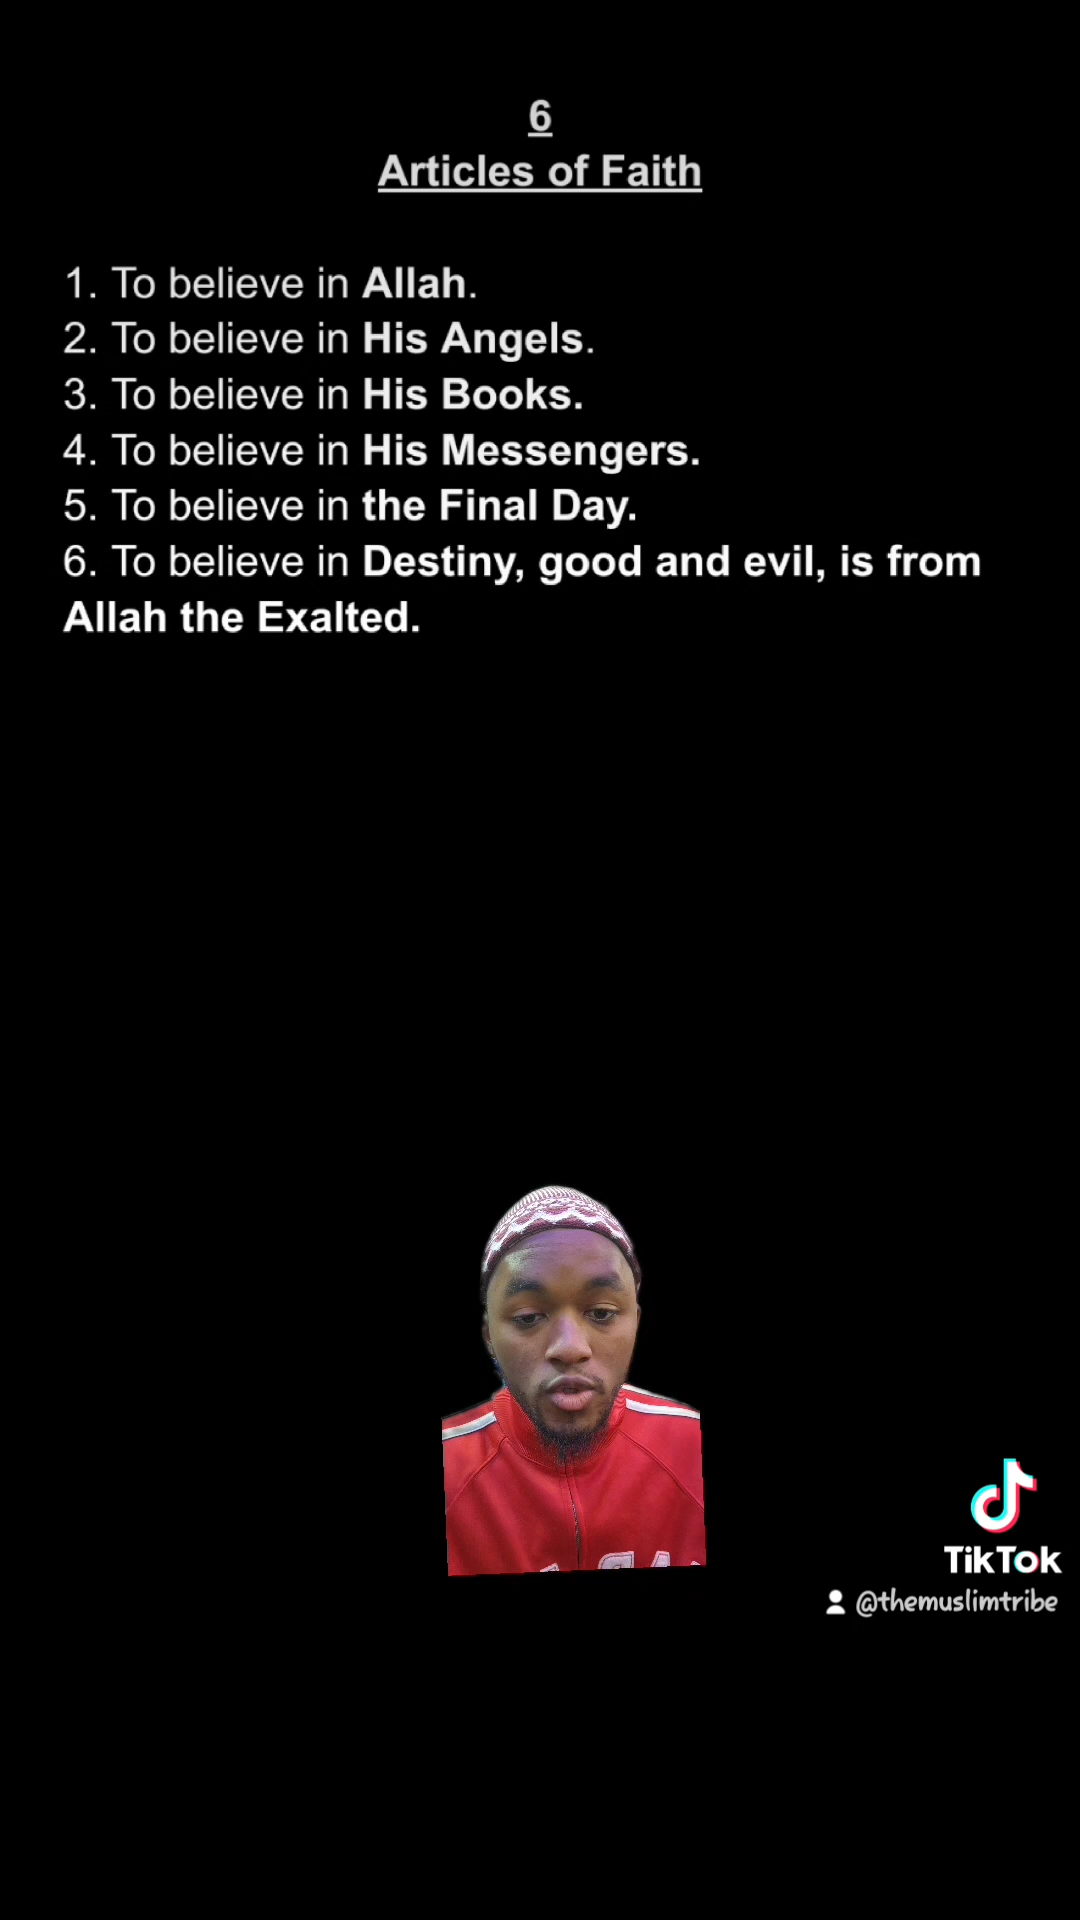 6
Articles of Faith
1. To believe in Allah.
2. To believe in His Angels.
3. To believe in His Books.
4. To believe in His Messengers.
5. To believe in the Final Day.
6. To believe in Destiny, good and evil, is from
Allah the Exalted.
TikTok
@themuslimtribe